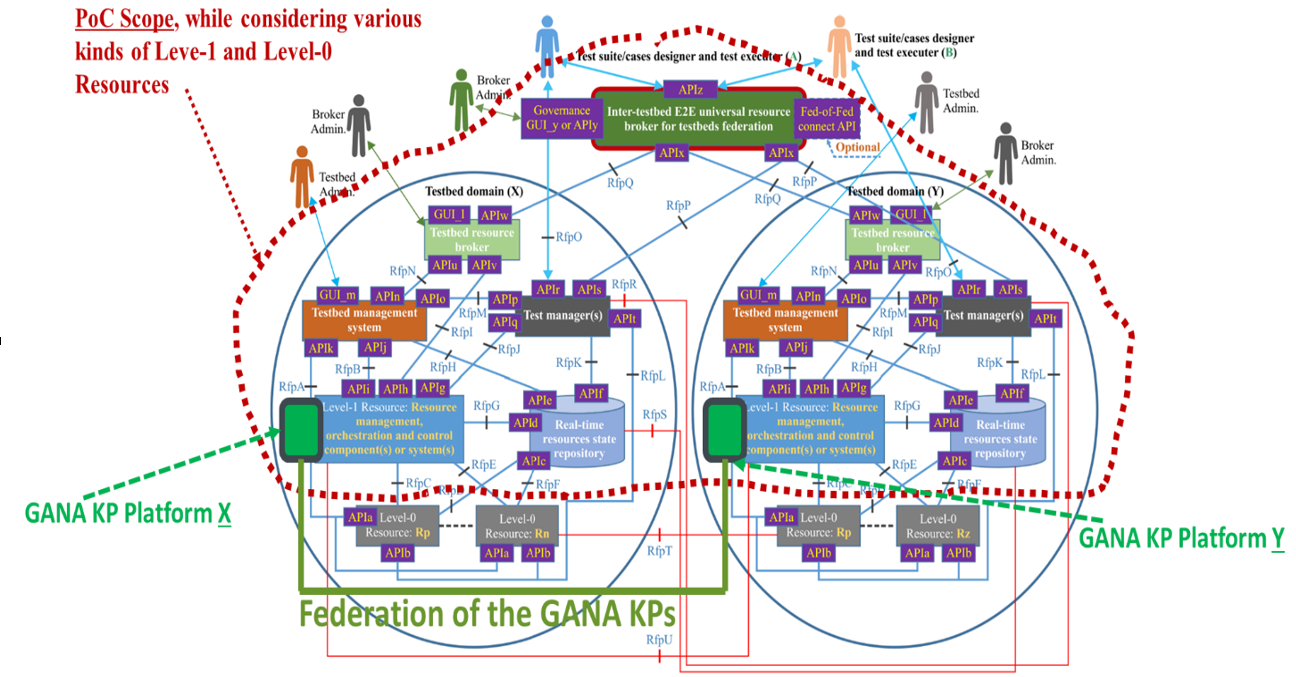 PoC Scope, while considering various
kinds of Leve-1 and Level-0
Resources
Test suite/cases designer and test executer (A)
Test suite/cases designer
and test executer (B)
Broker
Admin.
Broker
Admin.
Testbed
Admin.
Testbed
Admin.
Broker
Admin.
APIz
Governance
GUI_y or APIy
Inter-testbed E2E universal resource
broker for testbeds federation
Fed-of-Fed
connect API
Optional
APIx
APIx
RfpQ
RfpP
RfpQ
RfpP
Testbed domain (X)
GUI_l
APIw
Testbed resource
broker
APIu
APIv
RfpO
RfpN
GUI_m
APIn
APIo
APIp
APIr
APIs
RfpR
Testbed management
system
RfpM
Test manager(s)
APIq
APIt
RfpI
RfpJ
APIk
APIj
RfpH
RfpB
RfpK
RfpL
RfpA
APIi
APIh
APIg
APIe
APIf
Level-1 Resource: Resource
management,
orchestration and control
component(s) or system(s)
RfpG
APId
Real-time
resources state
repository
RfpS
APIc
RfpE
RfpC
RfpF
APIa
Level-0
Resource: Rp
Level-0
Resource: Rn
APIb
APIa
APIb
RfpT
Testbed domain (Y)
APIw
GUI_l
Testbed resource
broker
APIu
APIv
RfpO
RfpN
GUI_m
APIn
APIo
APIp
APIr
APIs
Testbed management
system
RfpM
Test manager(s)
APIq
APIt
RfpI
RfpJ
APIk
APIj
RfpH
RfpB
RfpK
RfpL
RfpA
APIi
APIh
APIg
APIe
APIf
Level-1 Resource: Resource
management,
orchestration and control
component(s) or system(s)
RfpG
APId
Real-time
resources state
repository
APIc
RfpE
RfpC
RfpF
APIa
Level-0
Resource: Rp
Level-0
Resource: Rz
APIb
APIa
APIb
GANA KP Platform X
GANA KP Platform Y
Federation of the GANA KPs
RfpU